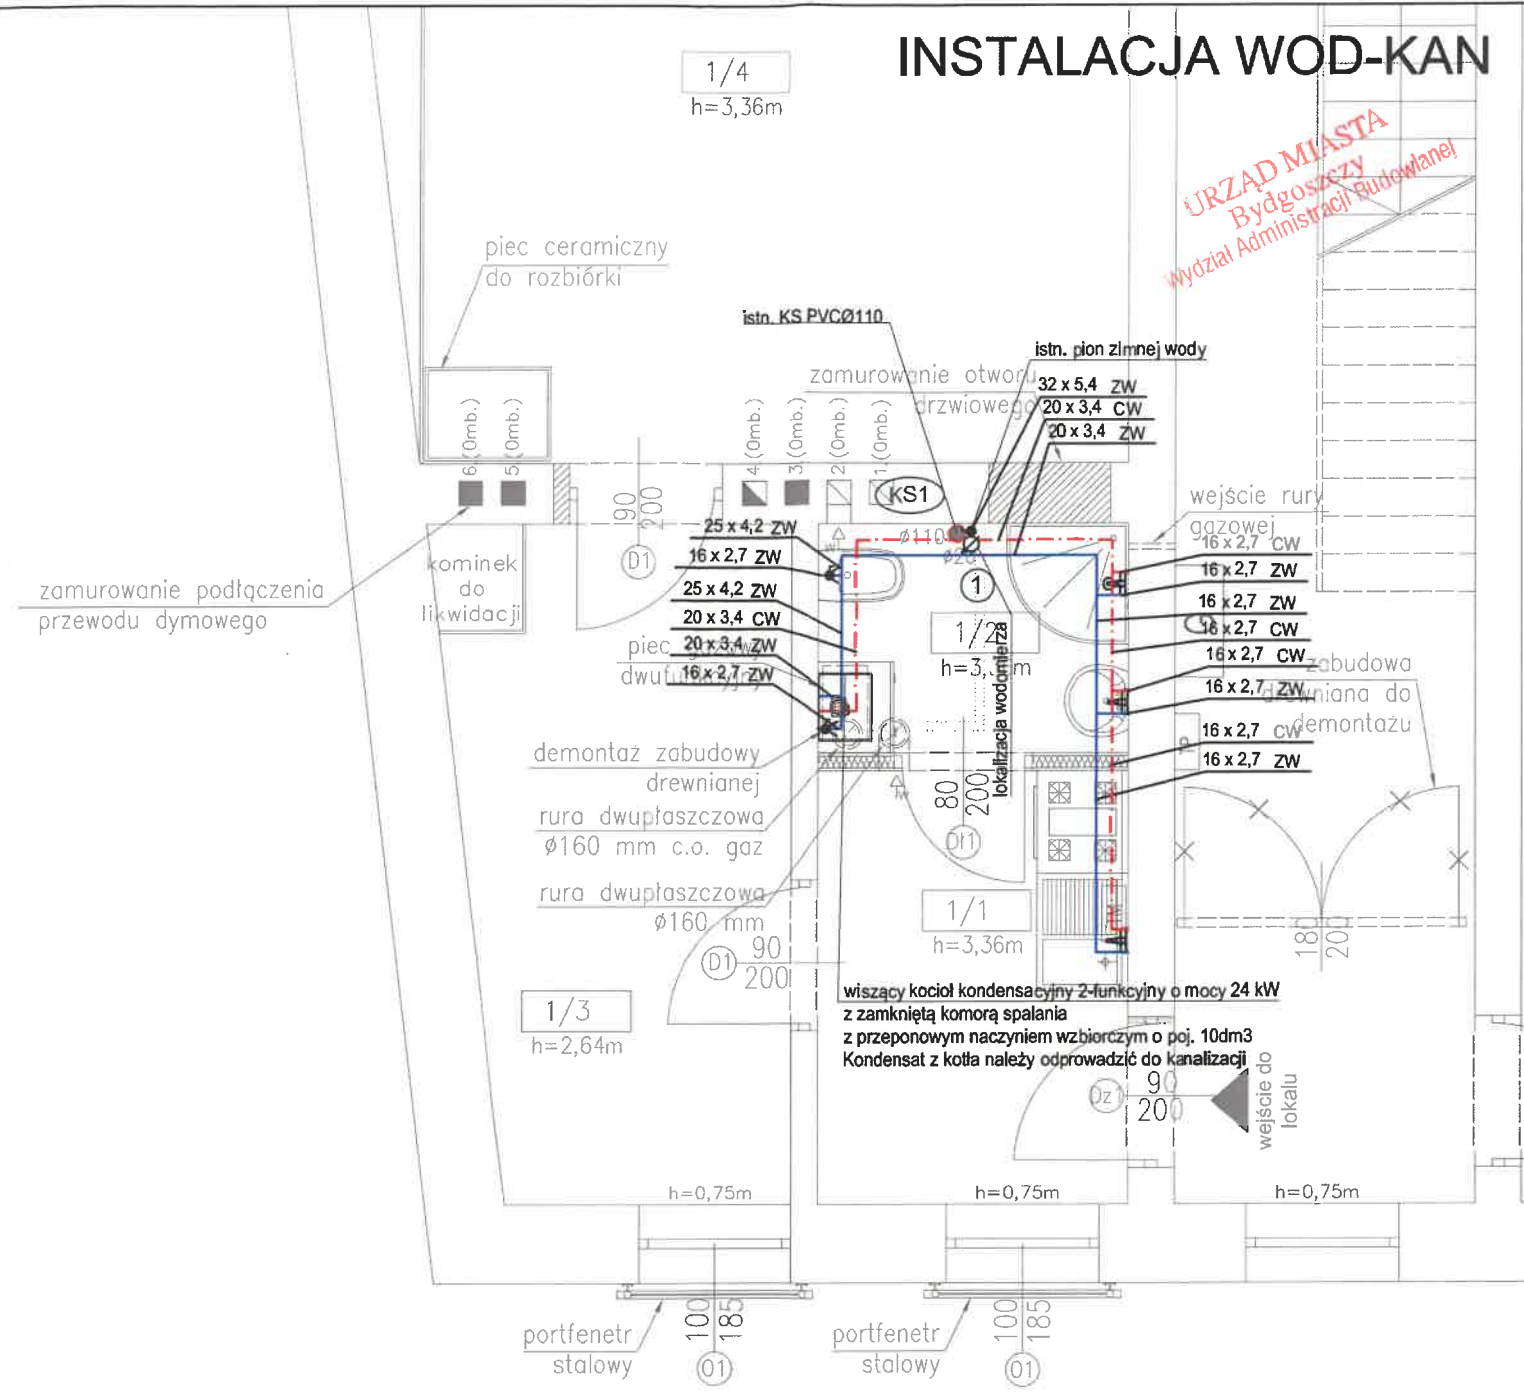 INSTALACJA WOD-KAN
1/4
h=3,36m
URZĄD MIASTA
Bydgoszczy
Wydział Administracji Budowlanej
piec ceramiczny
do rozbiórki
istn. KS PVCØ110
istn. pion zimnej wody
zamurowanie otworu
drzwiowego
32 x 5,4 ZW
20 x 3,4 CW
20 x 3,4 ZW
6.(0mb.)
5.(0mb.)
4.(0mb.)
3.(0mb.)
2.(0mb.)
1.(0mb.)
KS1
90
200
D1
wejście rury
gazowej
25 x 4,2 ZW
16 x 2,7 ZW
25 x 4,2 ZW
20 x 3,4 CW
20 x 3,4 ZW
16 x 2,7 ZW
ø110
ø20
1
16 x 2,7 CW
16 x 2,7 ZW
16 x 2,7 ZW
16 x 2,7 CW
16 x 2,7 CW
16 x 2,7 ZW
16 x 2,7 CW
16 x 2,7 ZW
kominek
do
likwidacji
zamurowanie podłączenia
przewodu dymowego
piec
1/2
lokalizacja wodomierza
zabudowa
drewniana do
demontażu
demontaż zabudowy
drewnianej
rura dwupłaszczowa
ø160 mm c.o. gaz
rura dwupłaszczowa
ø160 mm
80
200
1/1
h=3,36m
D1
90
200
18
20
1/3
h=2,64m
wiszący kocioł kondensacyjny 2-funkcyjny o mocy 24 kW
z zamkniętą komorą spalania
z przeponowym naczyniem wzbiorczym o poj. 10dm3
Kondensat z kotła należy odprowadzić do kanalizacji
Dz1
90
200
wejście do
lokalu
h=0,75m
h=0,75m
h=0,75m
portfenetr
stalowy
100
185
O1
portfenetr
stalowy
100
185
O1